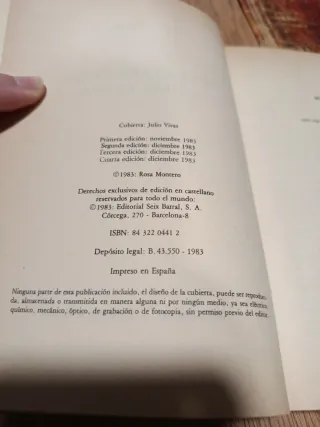 Cubierta: Julio Vivas
Primera edición: noviembre 1983
Segunda edición: diciembre 1983
Tercera edición: diciembre 1983
Cuarta edición: diciembre 1983
©1983: Rosa Montero
Derechos exclusivos de edición en castellano
reservados para todo el mundo:
©1983: Editorial Seix Barral, S. A.
Córcega, 270 - Barcelona-8
ISBN: 84 322 0441 2
Depósito legal: B. 43.550 - 1983
Impreso en España
Ninguna parte de esta publicación incluido, el diseño de la cubierta, puede ser reproduci-
da, almacenada o transmitida en manera alguna ni por ningún medio, ya sea eléctrico,
químico, mecánico, óptico, de grabación o de fotocopia, sin permiso previo del editor.